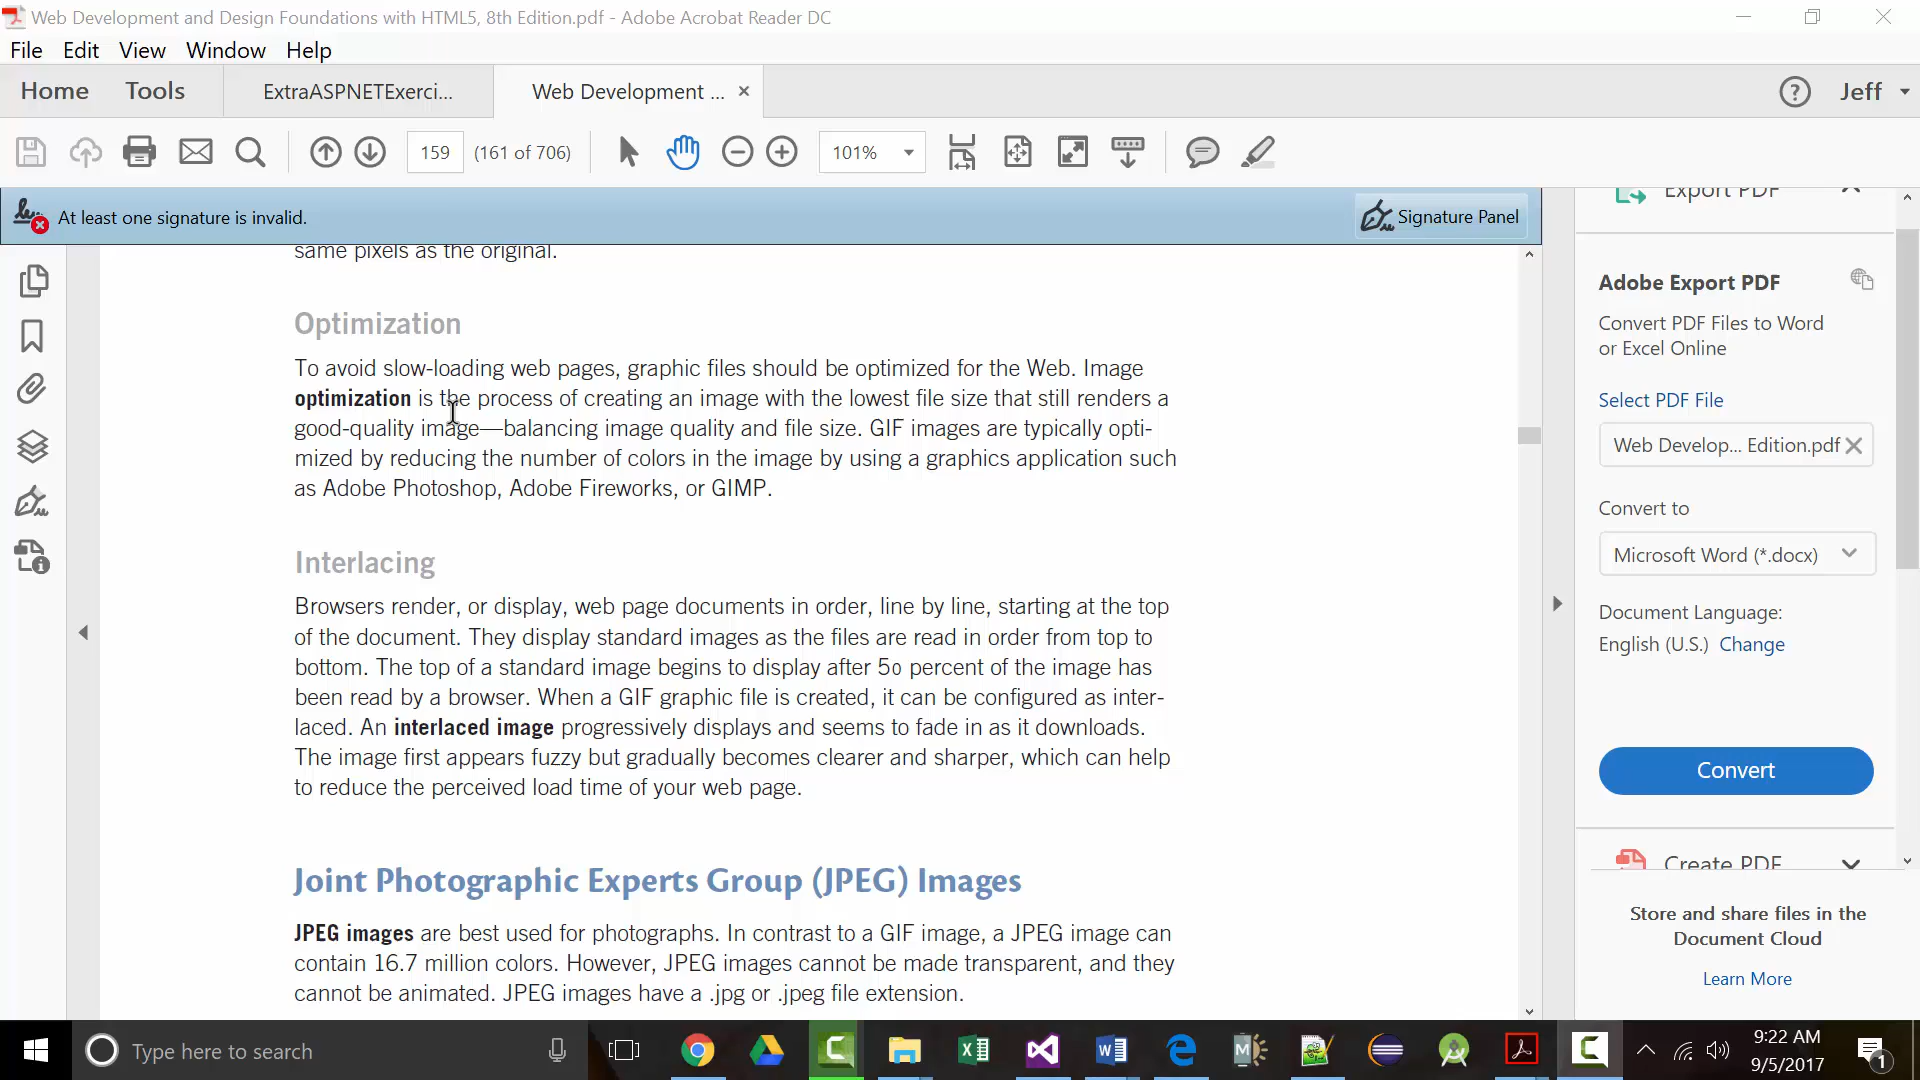 Web Development and Design Foundations with HTML5, 8th Edition.pdf - Adobe Acrobat Reader DC
File Edit View Window Help
Home Tools ExtraASPNETExerci... Web Development ... × Jeff
159 (161 of 706) 101%
At least one signature is invalid. Signature Panel
same pixels as the original.
Optimization
To avoid slow-loading web pages, graphic files should be optimized for the Web. Image
optimization is the process of creating an image with the lowest file size that still renders a
good-quality image—balancing image quality and file size. GIF images are typically opti-
mized by reducing the number of colors in the image by using a graphics application such
as Adobe Photoshop, Adobe Fireworks, or GIMP.
Interlacing
Browsers render, or display, web page documents in order, line by line, starting at the top
of the document. They display standard images as the files are read in order from top to
bottom. The top of a standard image begins to display after 50 percent of the image has
been read by a browser. When a GIF graphic file is created, it can be configured as inter-
laced. An interlaced image progressively displays and seems to fade in as it downloads.
The image first appears fuzzy but gradually becomes clearer and sharper, which can help
to reduce the perceived load time of your web page.
Joint Photographic Experts Group (JPEG) Images
JPEG images are best used for photographs. In contrast to a GIF image, a JPEG image can
contain 16.7 million colors. However, JPEG images cannot be made transparent, and they
cannot be animated. JPEG images have a .jpg or .jpeg file extension.
Export PDF
Adobe Export PDF
Convert PDF Files to Word
or Excel Online
Select PDF File
Web Develop... Edition.pdf
Convert to
Microsoft Word (*.docx)
Document Language:
English (U.S.) Change
Convert
Create PDF
Store and share files in the
Document Cloud
Learn More
Type here to search
9:22 AM
9/5/2017
1